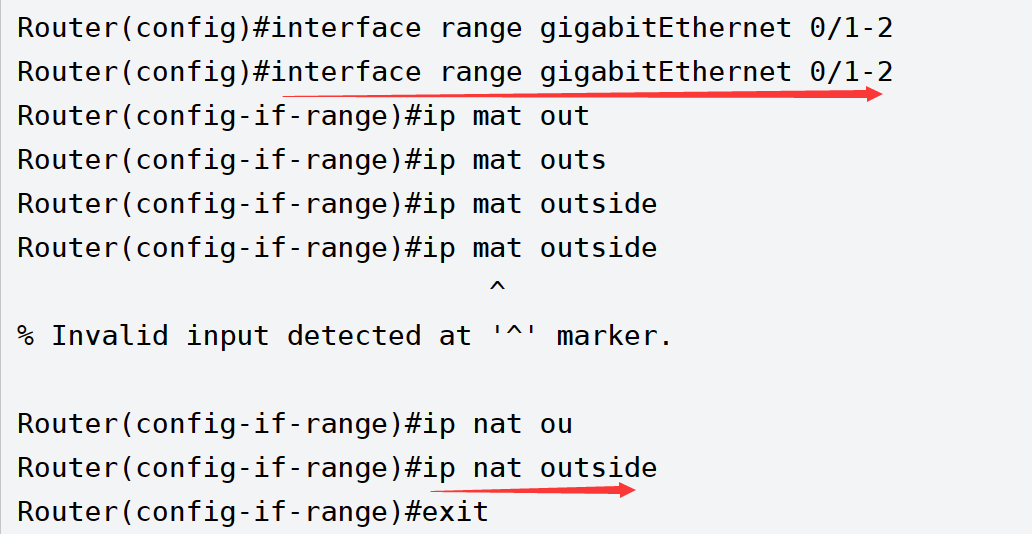 Router(config)#interface range gigabitEthernet 0/1-2
Router(config)#interface range gigabitEthernet 0/1-2
Router(config-if-range)#ip mat out
Router(config-if-range)#ip mat outs
Router(config-if-range)#ip mat outside
Router(config-if-range)#ip mat outside
^
% Invalid input detected at '^' marker.
Router(config-if-range)#ip nat ou
Router(config-if-range)#ip nat outside
Router(config-if-range)#exit